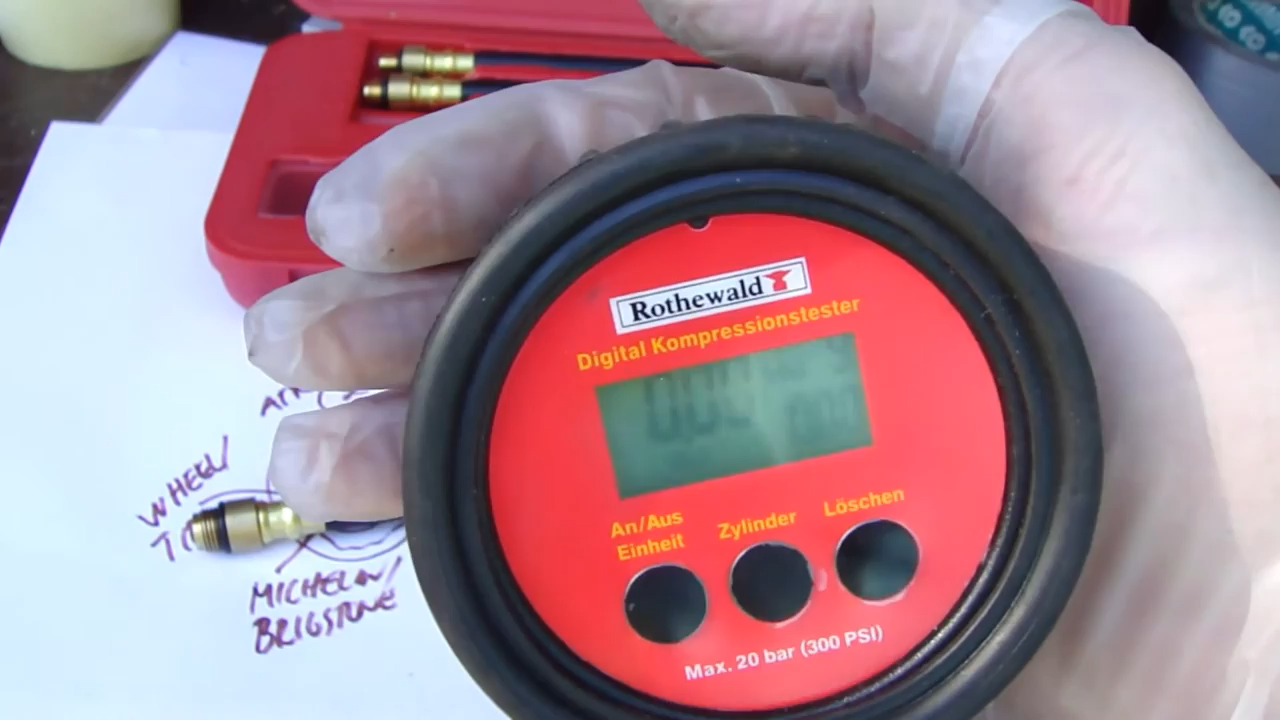 Rothewald
Digital Kompressionstester
An/Aus
Einheit
Zylinder
Löschen
Max. 20 bar (300 PSI)
WHEEL/
MICHELIN/
BRIGSTONE